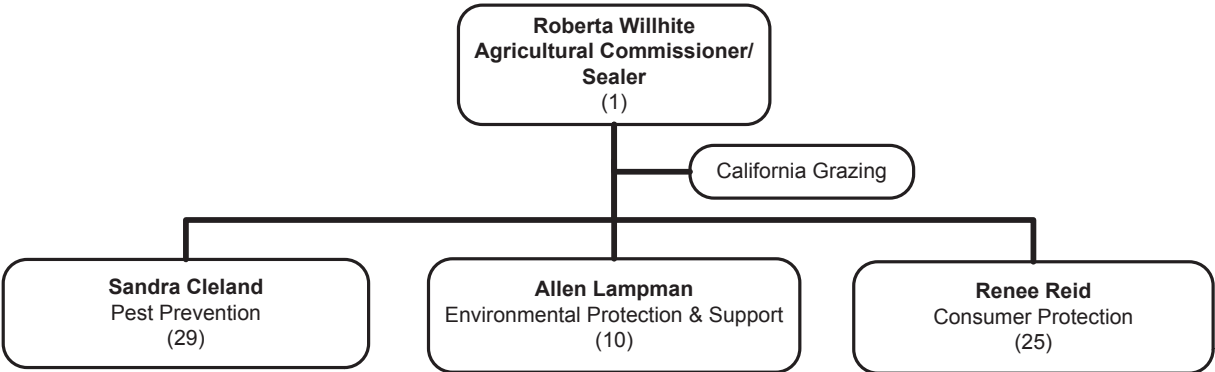 Roberta Willhite
Agricultural Commissioner/
Sealer
(1)
California Grazing
Sandra Cleland
Pest Prevention
(29)
Allen Lampman
Environmental Protection & Support
(10)
Renee Reid
Consumer Protection
(25)